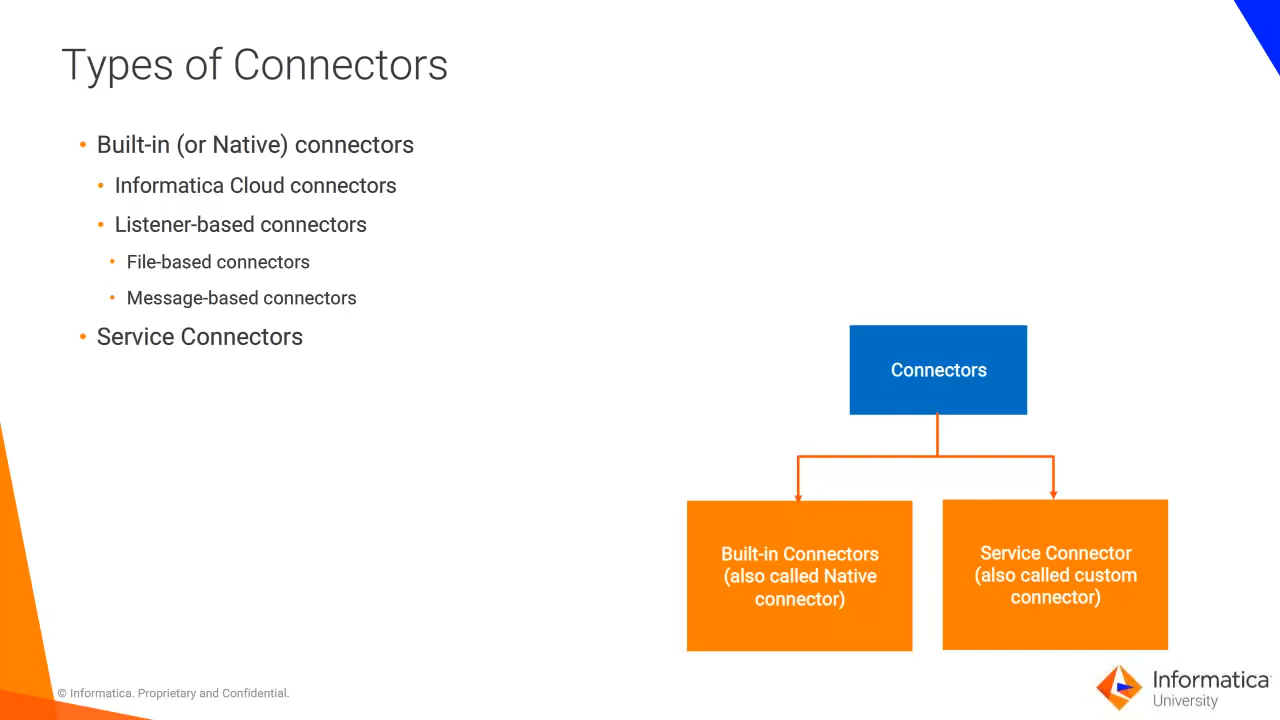 Types of Connectors
• Built-in (or Native) connectors
• Informatica Cloud connectors
• Listener-based connectors
• File-based connectors
• Message-based connectors
• Service Connectors
Connectors
Built-in Connectors
(also called Native
connector)
Service Connector
(also called custom
connector)
© Informatica. Proprietary and Confidential.
Informatica
University